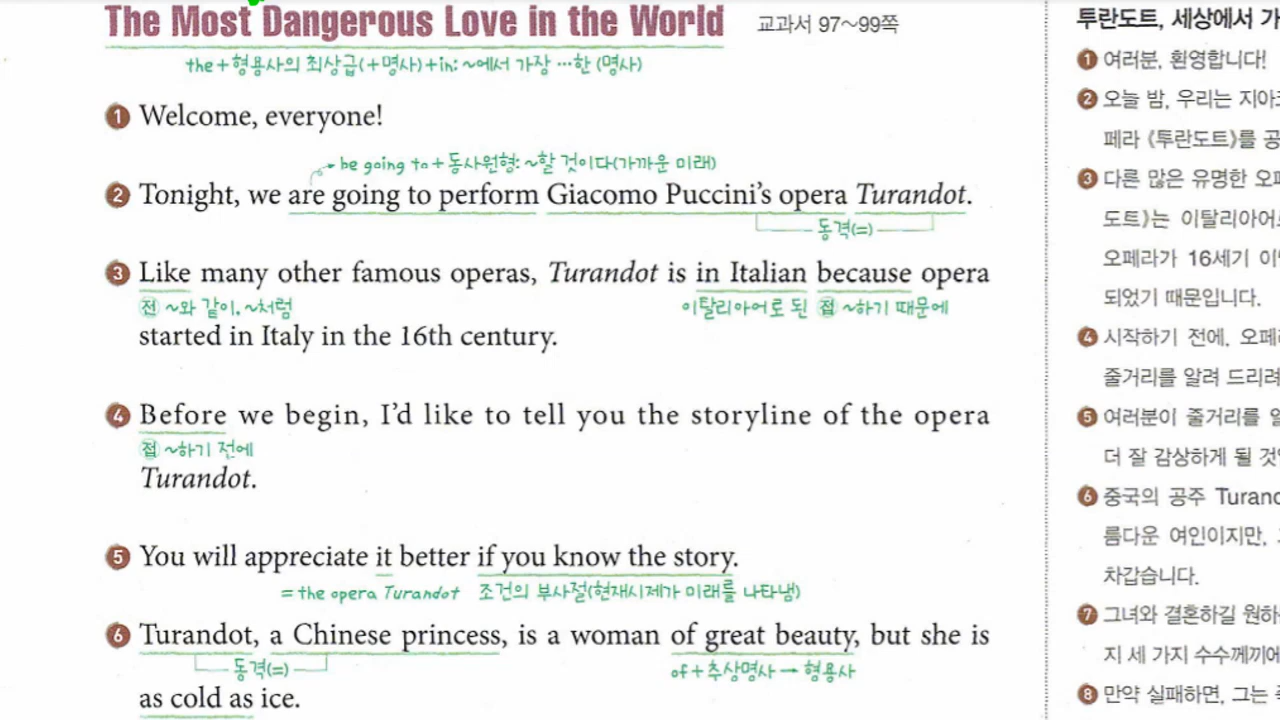 The Most Dangerous Love in the World 교과서 97~99쪽
the+형용사의 최상급(+명사)+in: ~에서 가장 …한 (명사)
1 Welcome, everyone!
be going to+동사원형: ~할 것이다(가까운 미래)
2 Tonight, we are going to perform Giacomo Puccini's opera Turandot.
동격(=)
3 Like many other famous operas, Turandot is in Italian because opera
전 ~와 같이, ~처럼 이탈리아어로 된 접 ~하기 때문에
started in Italy in the 16th century.
4 Before we begin, I'd like to tell you the storyline of the opera
접 ~하기 전에
Turandot.
5 You will appreciate it better if you know the story.
= the opera Turandot 조건의 부사절(현재시제가 미래를 나타냄)
6 Turandot, a Chinese princess, is a woman of great beauty, but she is
동격(=) of+추상명사 → 형용사
as cold as ice.
투란도트, 세상에서 가
1 여러분, 환영합니다!
2 오늘 밤, 우리는 지아
페라 《투란도트》를 공
3 다른 많은 유명한 오페
도트》는 이탈리아어로
오페라가 16세기 이
되었기 때문입니다.
4 시작하기 전에, 오페라
줄거리를 알려 드리려
5 여러분이 줄거리를 알
더 잘 감상하게 될 것
6 중국의 공주 Turand
름다운 여인이지만,
차갑습니다.
7 그녀와 결혼하길 원하
지 세 가지 수수께끼에
8 만약 실패하면, 그는